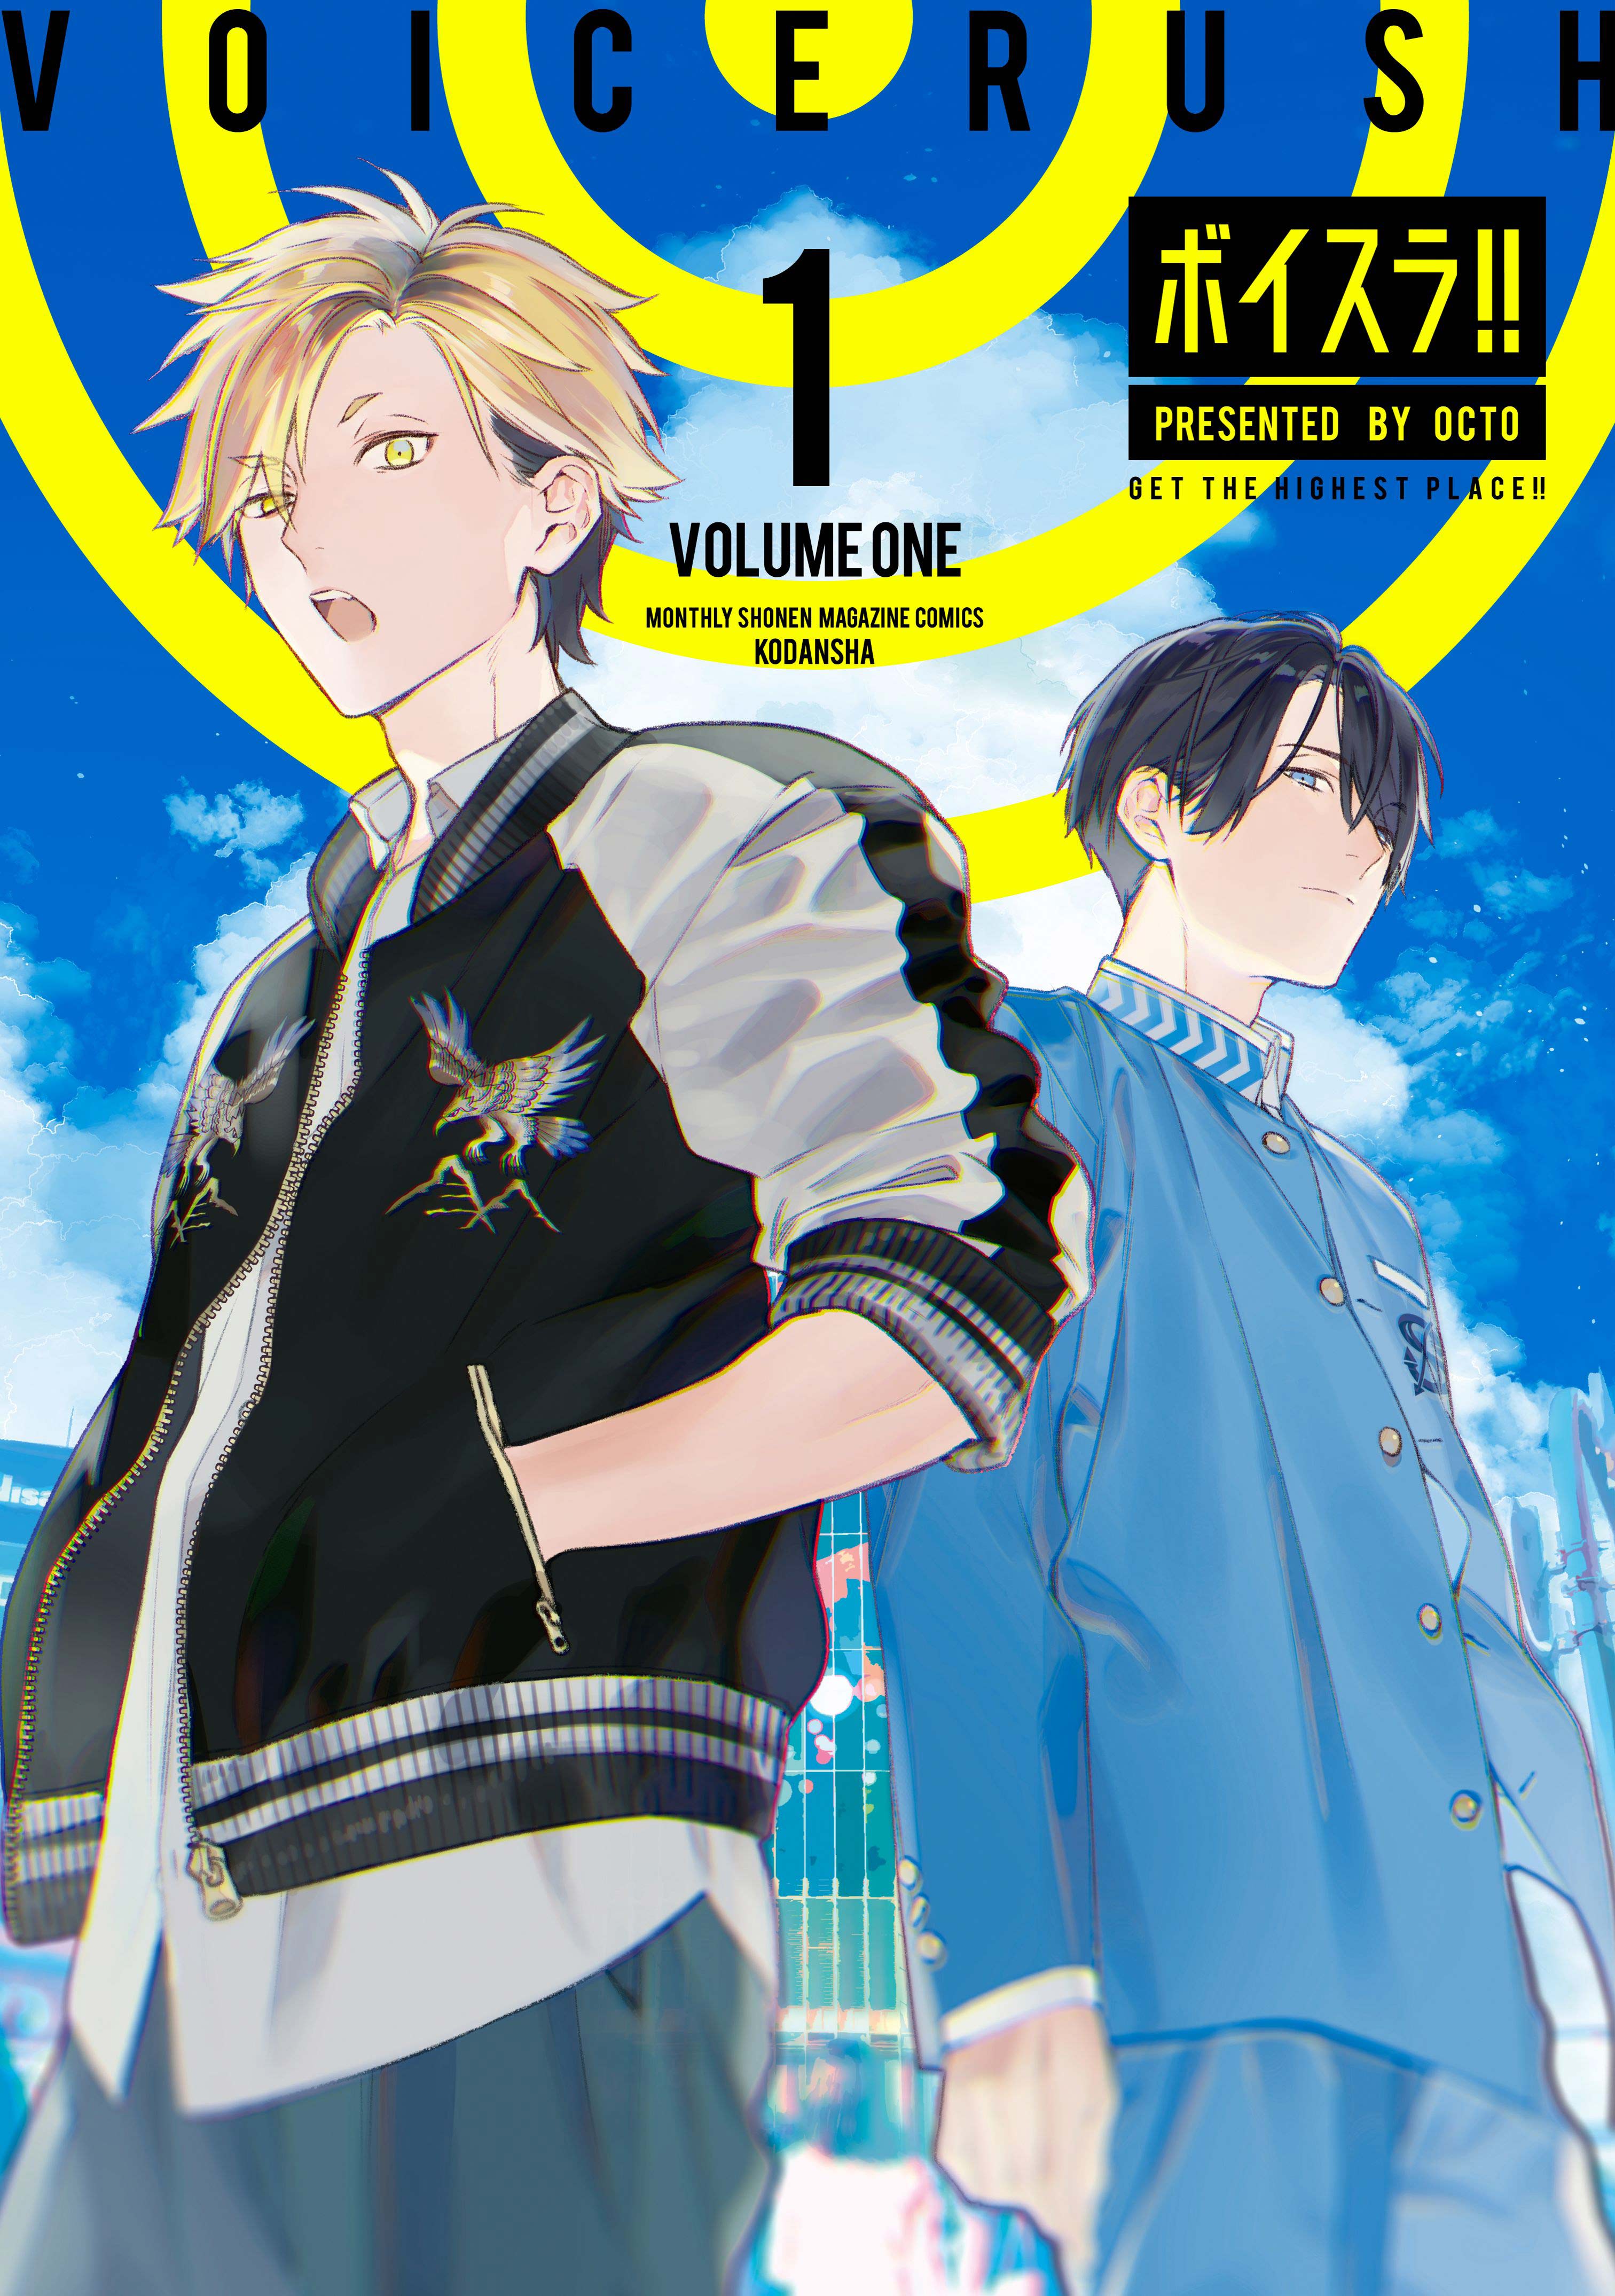 VOICERUSH
ボイスラ!!
PRESENTED BY OCTO
GET THE HIGHEST PLACE!!
1
VOLUME ONE
MONTHLY SHONEN MAGAZINE COMICS
KODANSHA